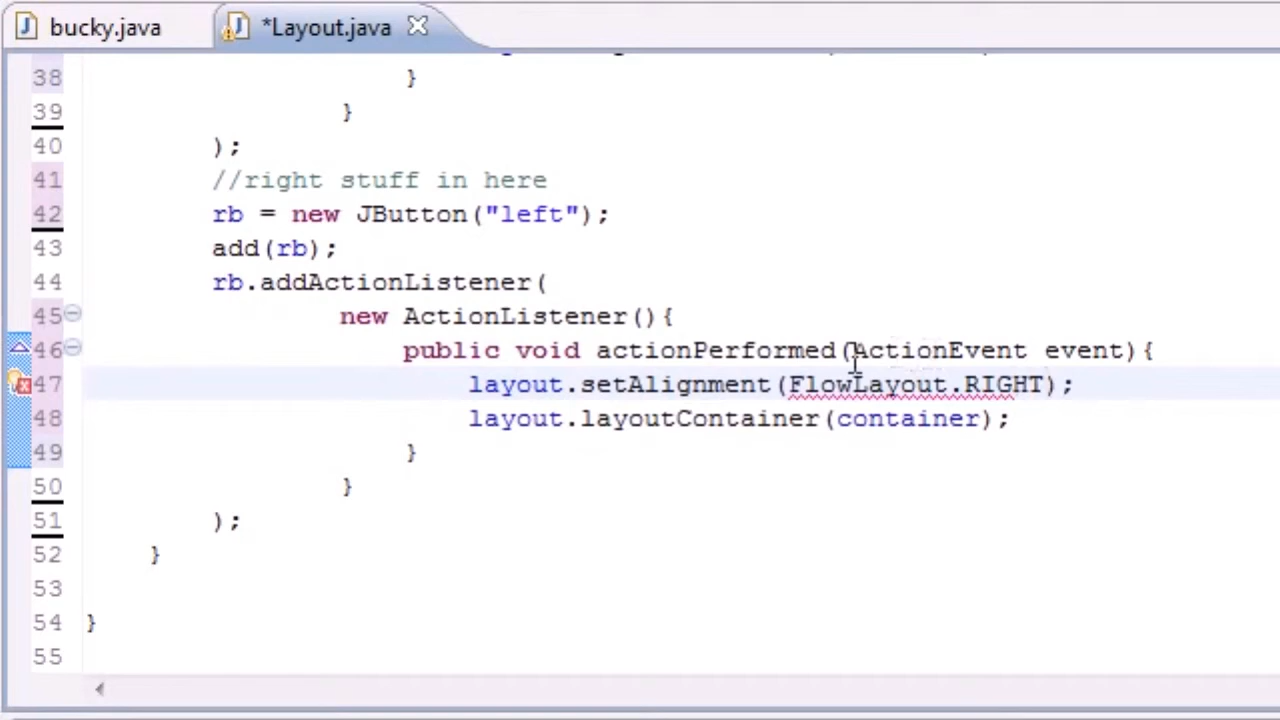 bucky.java
*Layout.java
38 }
39 }
40 );
41 //right stuff in here
42 rb = new JButton("left");
43 add(rb);
44 rb.addActionListener(
45 new ActionListener(){
46 public void actionPerformed(ActionEvent event){
47 layout.setAlignment(FlowLayout.RIGHT);
48 layout.layoutContainer(container);
49 }
50 }
51 );
52 }
53
54 }
55